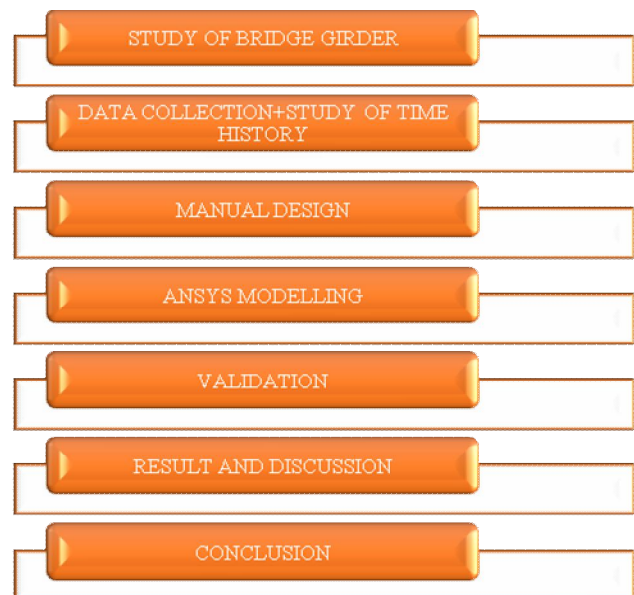 STUDY OF BRIDGE GIRDER
DATA COLLECTION+STUDY OF TIME
HISTORY
MANUAL DESIGN
ANSYS MODELLING
VALIDATION
RESULT AND DISCUSSION
CONCLUSION